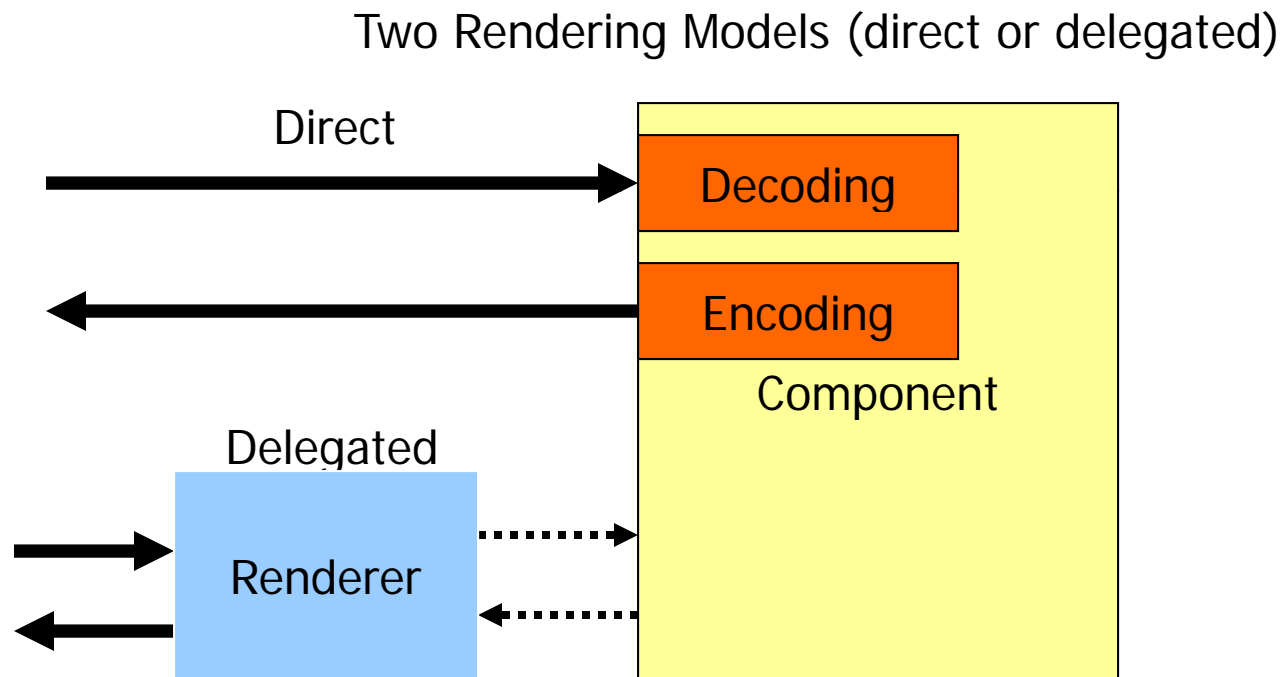 Two Rendering Models (direct or delegated)
Direct
Decoding
Encoding
Component
Delegated
Renderer